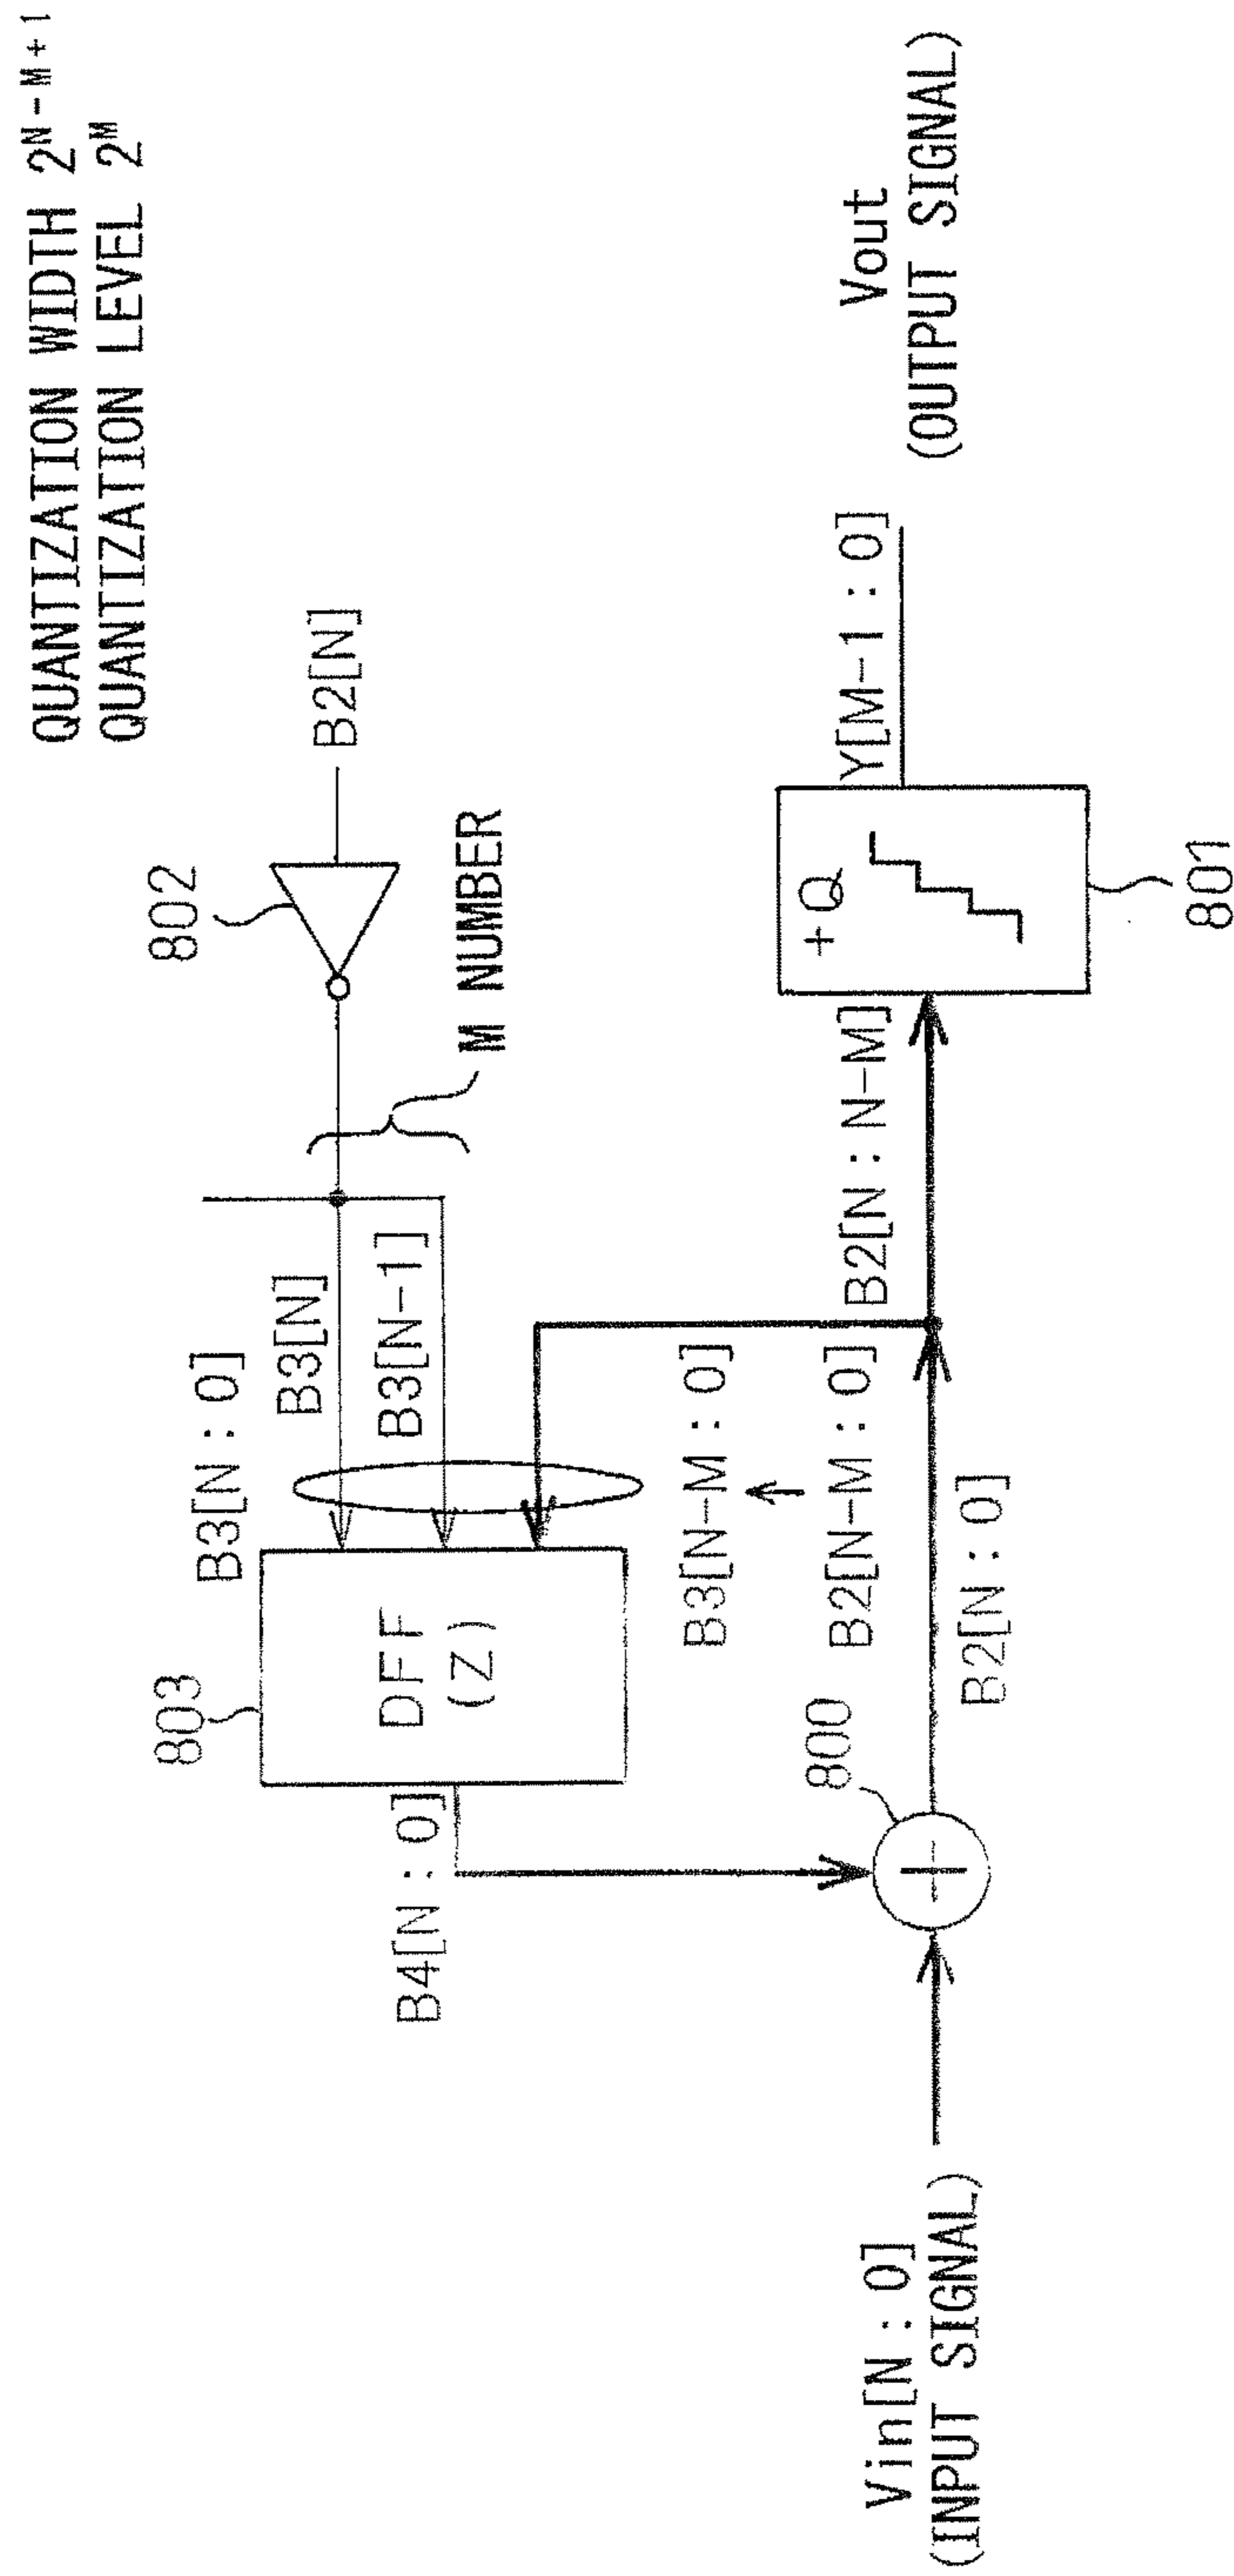 QUANTIZATION WIDTH 2^N-M+1
QUANTIZATION LEVEL 2^M
802
B2[N]
M NUMBER
803
B3[N:0]
B3[N]
B3[N-1]
DFF
(Z)
B4[N:0]
B3[N-M:0]
B2[N-M:0]
800
B2[N:0]
B2[N:N-M]
+Q
801
Y[M-1:0]
Vout
(OUTPUT SIGNAL)
Vin[N:0]
(INPUT SIGNAL)